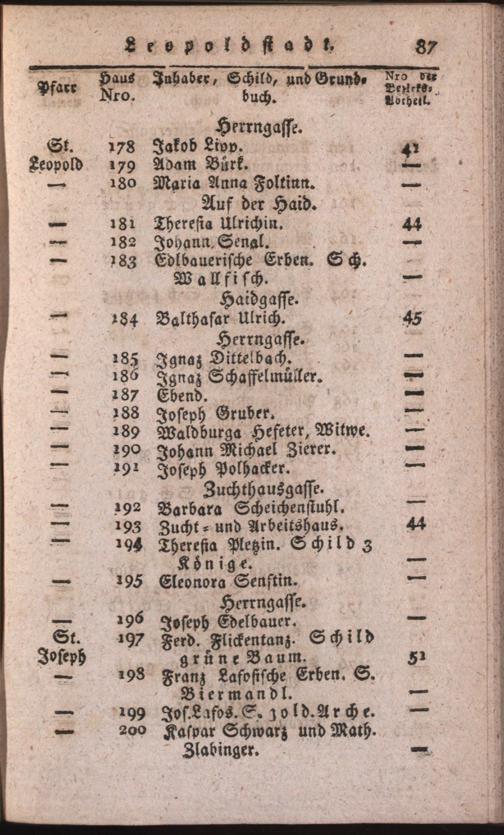 Leopoldstadt. 87
Pfarr Haus Nro. Inhaber, Schild, und Grund-buch. Nro der Bezirks-Abtheil.
Herrngasse.
St. 178 Jakob Lipp. 41
Leopold 179 Adam Bürk. —
— 180 Maria Anna Foltinn. —
Auf der Haid.
— 181 Theresia Ulrichin. 44
— 182 Johann Senal. —
— 183 Edlbauerische Erben. Sch.
Wallfisch. —
Haidgasse.
— 184 Balthasar Ulrich. 45
Herrngasse.
— 185 Ignaz Dittelbach. —
— 186 Ignaz Schaffelmüller. —
— 187 Ebend. —
— 188 Joseph Gruber. —
— 189 Waldburga Hefeter, Witwe. —
— 190 Johann Michael Zierer. —
— 191 Joseph Polhacker. —
Zuchthausgasse.
— 192 Barbara Scheichenstuhl. —
— 193 Zucht- und Arbeitshaus. 44
— 194 Theresia Pletzin. Schild 3
Könige. —
— 195 Eleonora Senftin. —
Herrngasse.
— 196 Joseph Edelbauer. —
St. 197 Ferd. Flickentanz. Schild
Joseph grüne Baum. 51
— 198 Franz Lafosische Erben. S.
Biermandl. —
— 199 Jos. Lafos. S. gold. Arche. —
— 200 Kaspar Schwarz und Math.
Zlabinger. —